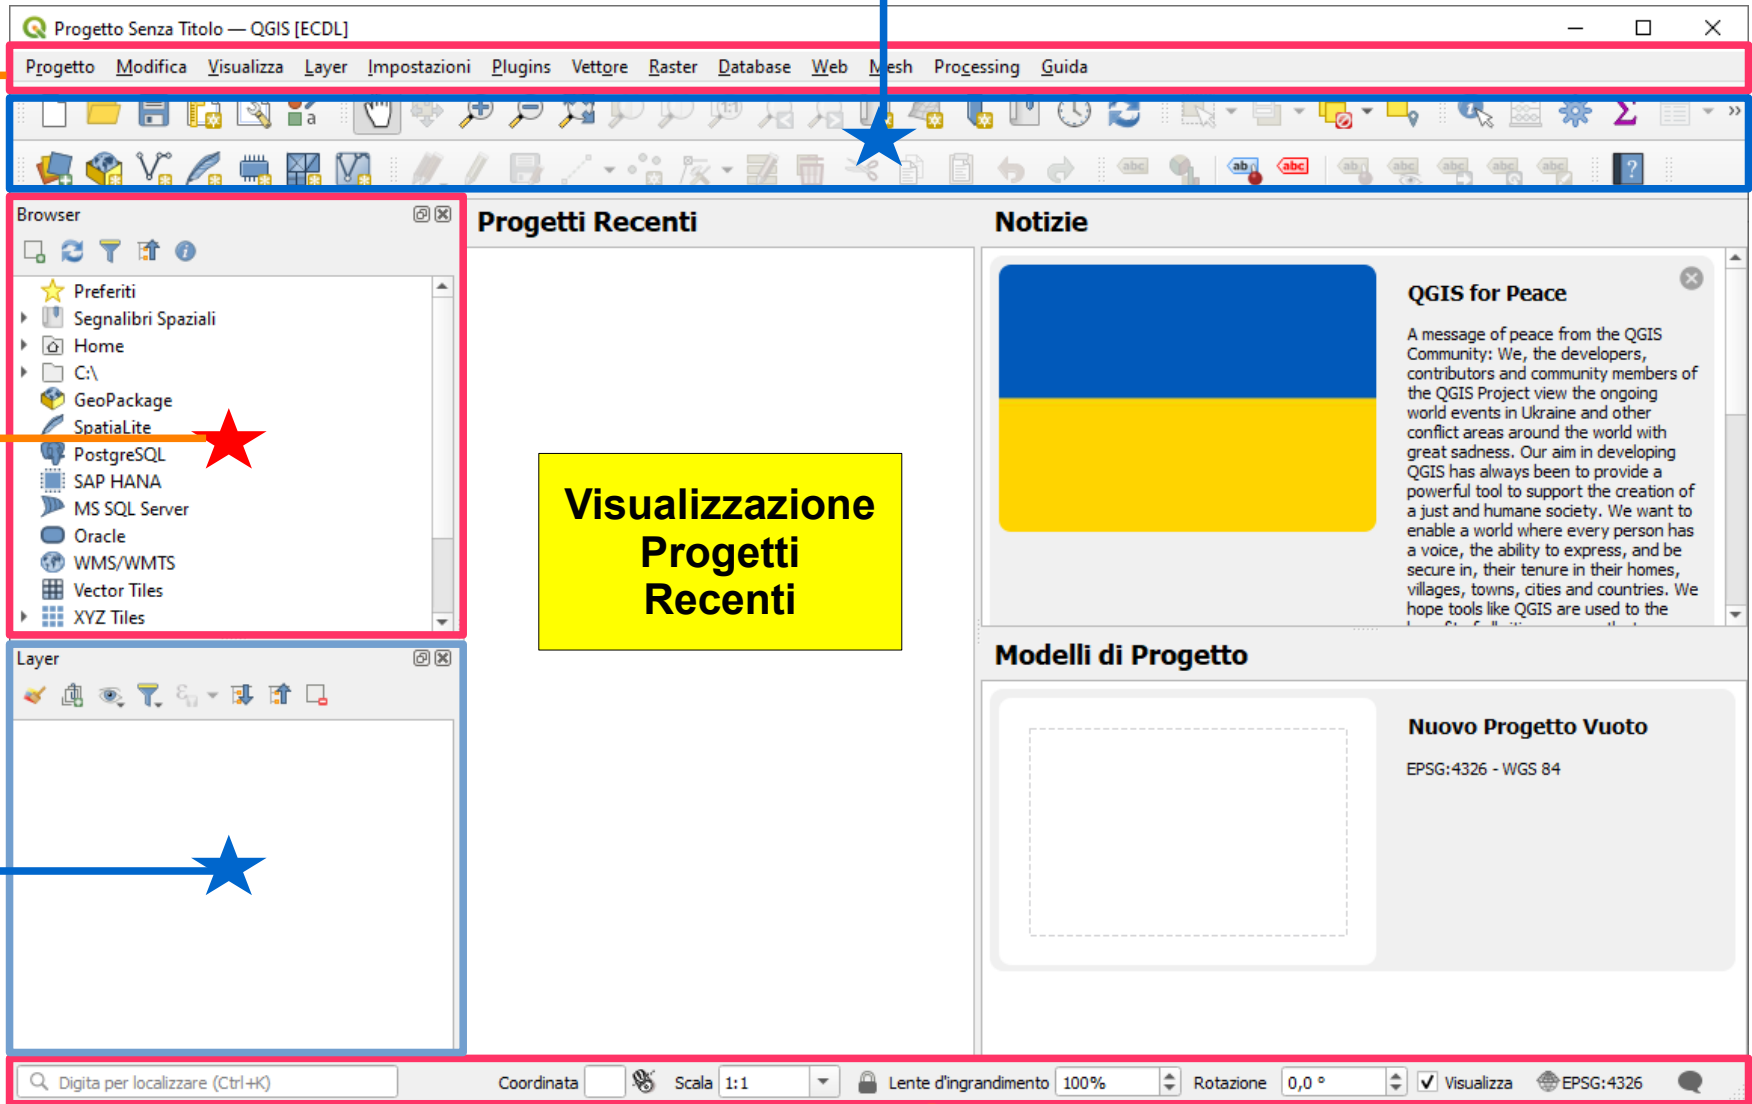 Progetto Senza Titolo — QGIS [ECDL]
Progetto Modifica Visualizza Layer Impostazioni Plugins Vettore Raster Database Web Mesh Processing Guida
Browser
Preferiti
Segnalibri Spaziali
Home
C:\
GeoPackage
SpatiaLite
PostgreSQL
SAP HANA
MS SQL Server
Oracle
WMS/WMTS
Vector Tiles
XYZ Tiles
Layer
Progetti Recenti
Visualizzazione
Progetti
Recenti
Notizie
QGIS for Peace
A message of peace from the QGIS
Community: We, the developers,
contributors and community members of
the QGIS Project view the ongoing
world events in Ukraine and other
conflict areas around the world with
great sadness. Our aim in developing
QGIS has always been to provide a
powerful tool to support the creation of
a just and humane society. We want to
enable a world where every person has
a voice, the ability to express, and be
secure in, their tenure in their homes,
villages, towns, cities and countries. We
hope tools like QGIS are used to the
Modelli di Progetto
Nuovo Progetto Vuoto
EPSG:4326 - WGS 84
Digita per localizzare (Ctrl+K) Coordinata Scala 1:1 Lente d'ingrandimento 100% Rotazione 0,0 ° Visualizza EPSG:4326